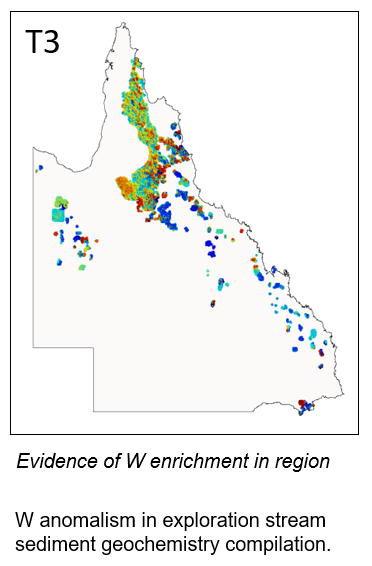 T3
Evidence of W enrichment in region
W anomalism in exploration stream
sediment geochemistry compilation.